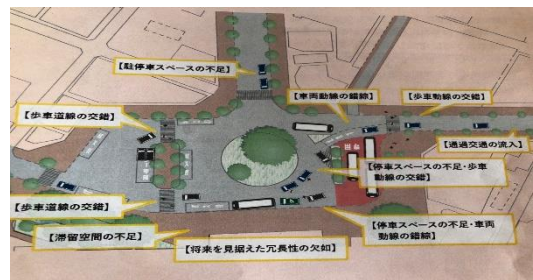 【駐停車スペースの不足】
【車両動線の錯綜】
【歩車動線の交錯】
【歩車道線の交錯】
【通過交通の流入】
【停車スペースの不足・歩車
動線の交錯】
【歩車道線の交錯】
【停車スペースの不足・車両
動線の錯綜】
【滞留空間の不足】
【将来を見据えた冗長性の欠如】